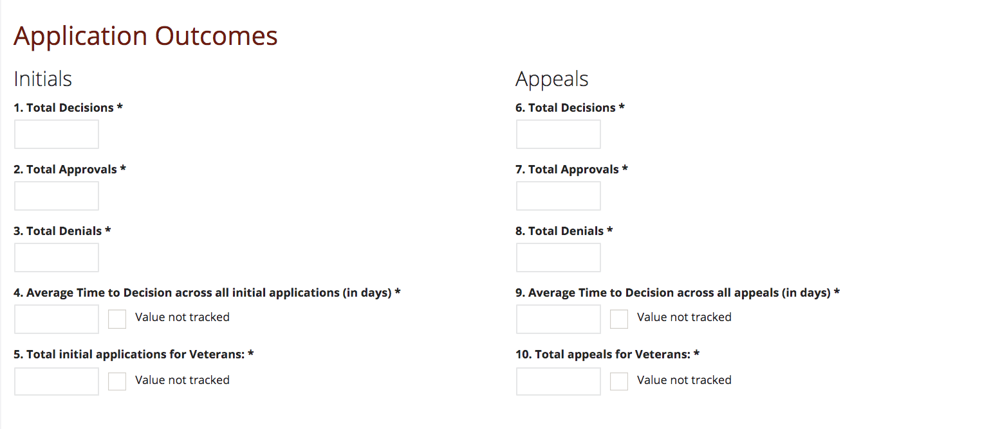 Application Outcomes
Initials
1. Total Decisions *
2. Total Approvals *
3. Total Denials *
4. Average Time to Decision across all initial applications (in days) *
Value not tracked
5. Total initial applications for Veterans: *
Value not tracked
Appeals
6. Total Decisions *
7. Total Approvals *
8. Total Denials *
9. Average Time to Decision across all appeals (in days) *
Value not tracked
10. Total appeals for Veterans: *
Value not tracked